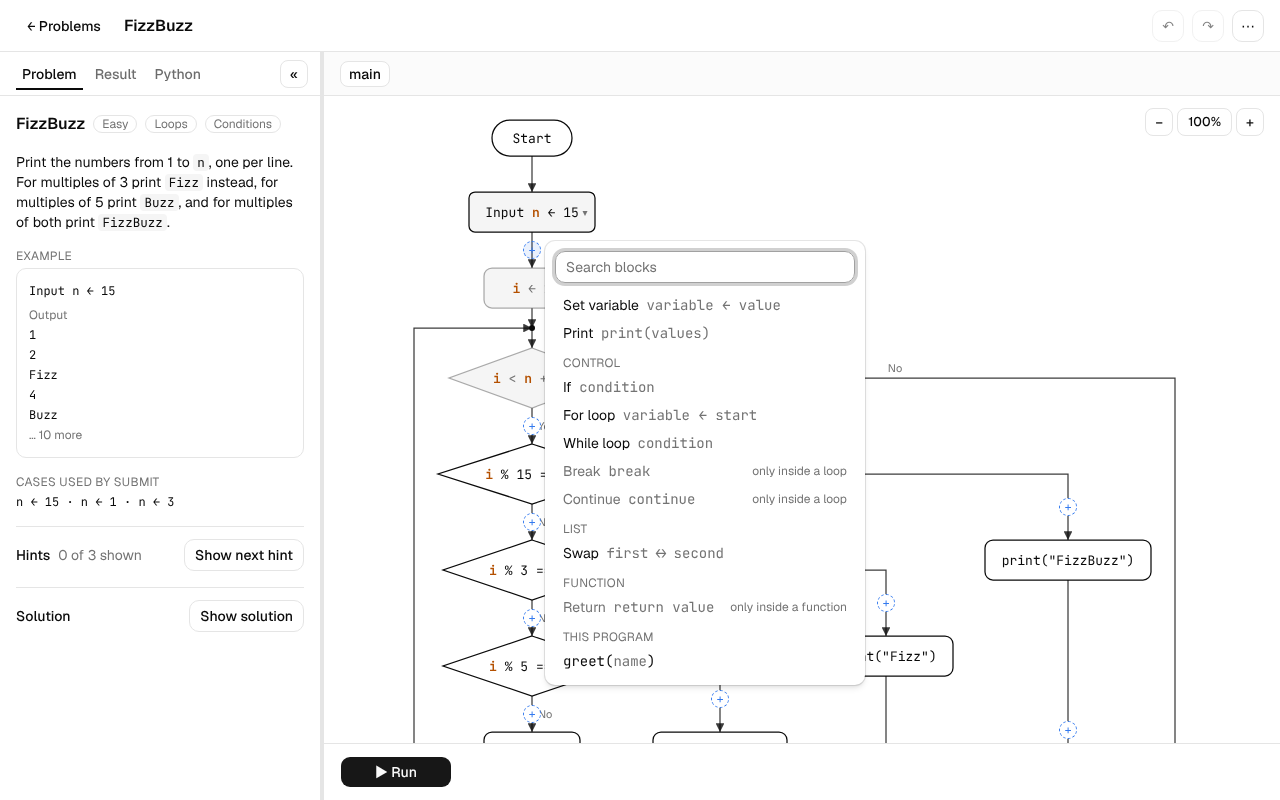 ← Problems
FizzBuzz
↶
↷
⋯
Problem
Result
Python
«
main
FizzBuzz
Easy
Loops
Conditions
Print the numbers from 1 to n, one per line.
For multiples of 3 print Fizz instead, for
multiples of 5 print Buzz, and for multiples
of both print FizzBuzz.
EXAMPLE
Input n ← 15
Output
1
2
Fizz
4
Buzz
… 10 more
CASES USED BY SUBMIT
n ← 15 · n ← 1 · n ← 3
Hints 0 of 3 shown
Show next hint
Solution
Show solution
−
100%
+
Start
Input n ← 15 ▾
+
i ←
i < n +
+
i % 15 =
+
i % 3 =
+
i % 5 =
+
No
Search blocks
Set variable variable ← value
Print print(values)
CONTROL
If condition
For loop variable ← start
While loop condition
Break break only inside a loop
Continue continue only inside a loop
LIST
Swap first ↔ second
FUNCTION
Return return value only inside a function
THIS PROGRAM
greet(name)
No
+
print("FizzBuzz")
+
t("Fizz")
+
+
▶ Run